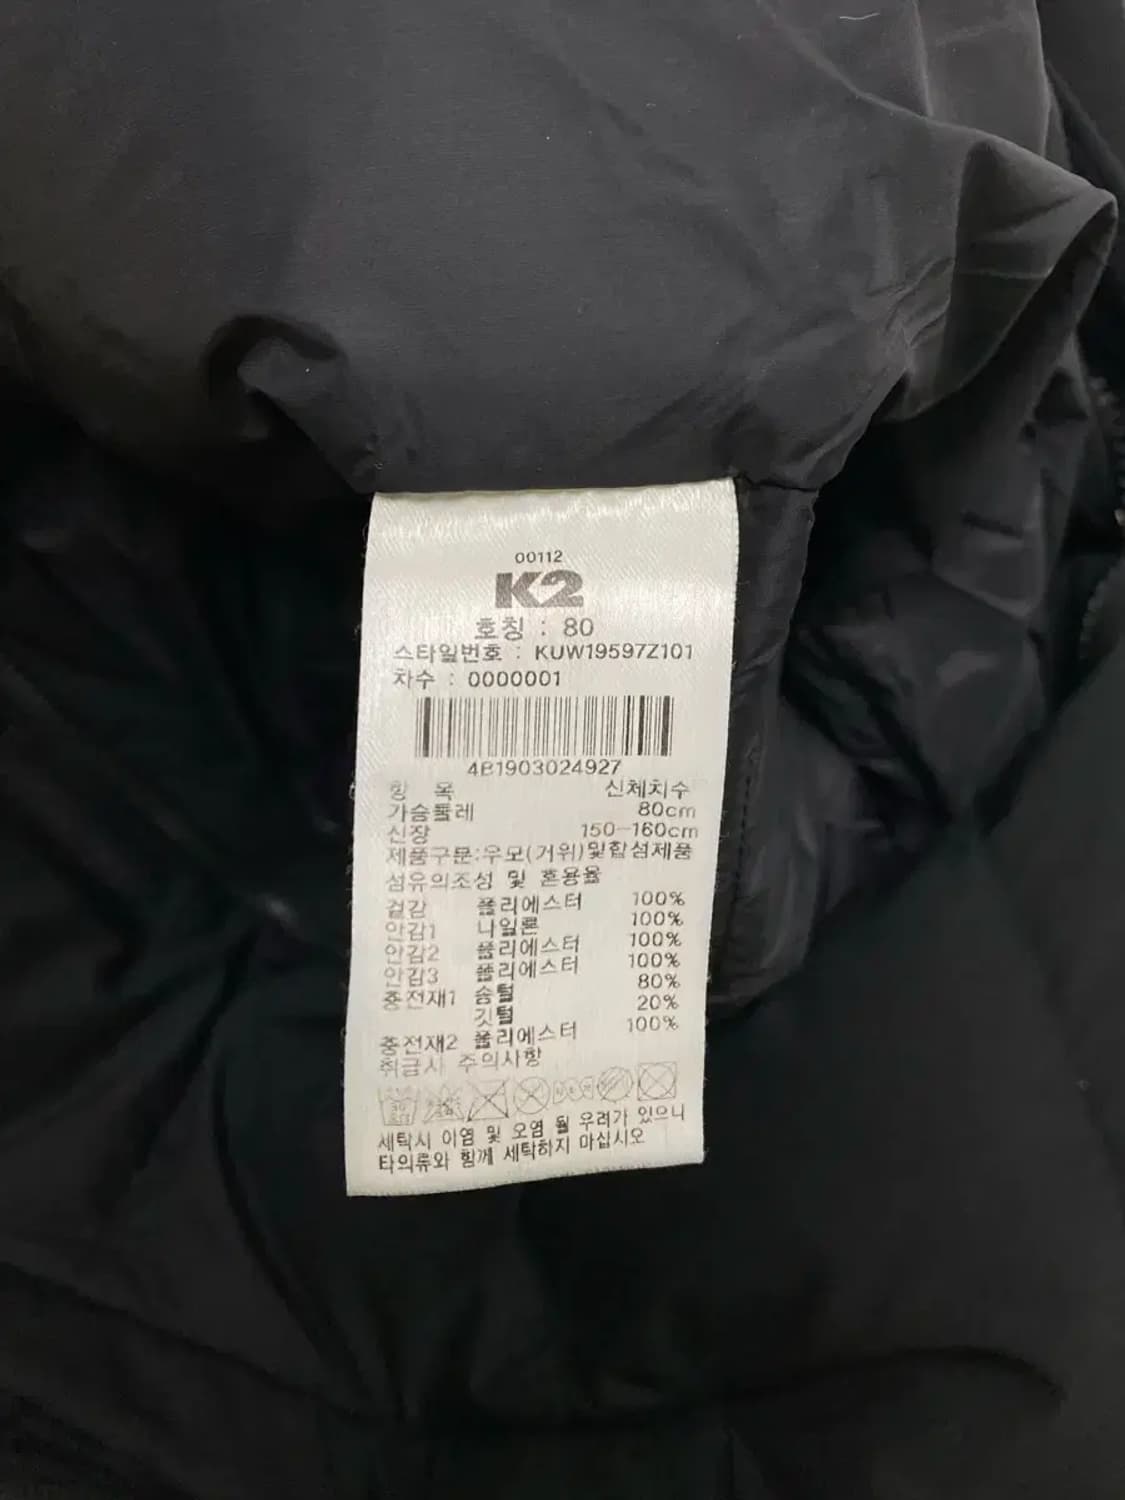 00112
K2
호칭 : 80
스타일번호 : KUW19597Z101
차수 : 0000001
4B1903024927
항 목 신체치수
가슴둘레 80cm
신장 150-160cm
제품구분:우모(거위)및합섬제품
섬유의조성 및 혼용율
겉감 폴리에스터 100%
안감1 나일론 100%
안감2 폴리에스터 100%
안감3 폴리에스터 100%
충전재1 솜털 80%
깃털 20%
충전재2 폴리에스터 100%
취급시 주의사항
세탁시 이염 및 오염 될 우려가 있으니
타의류와 함께 세탁하지 마십시오